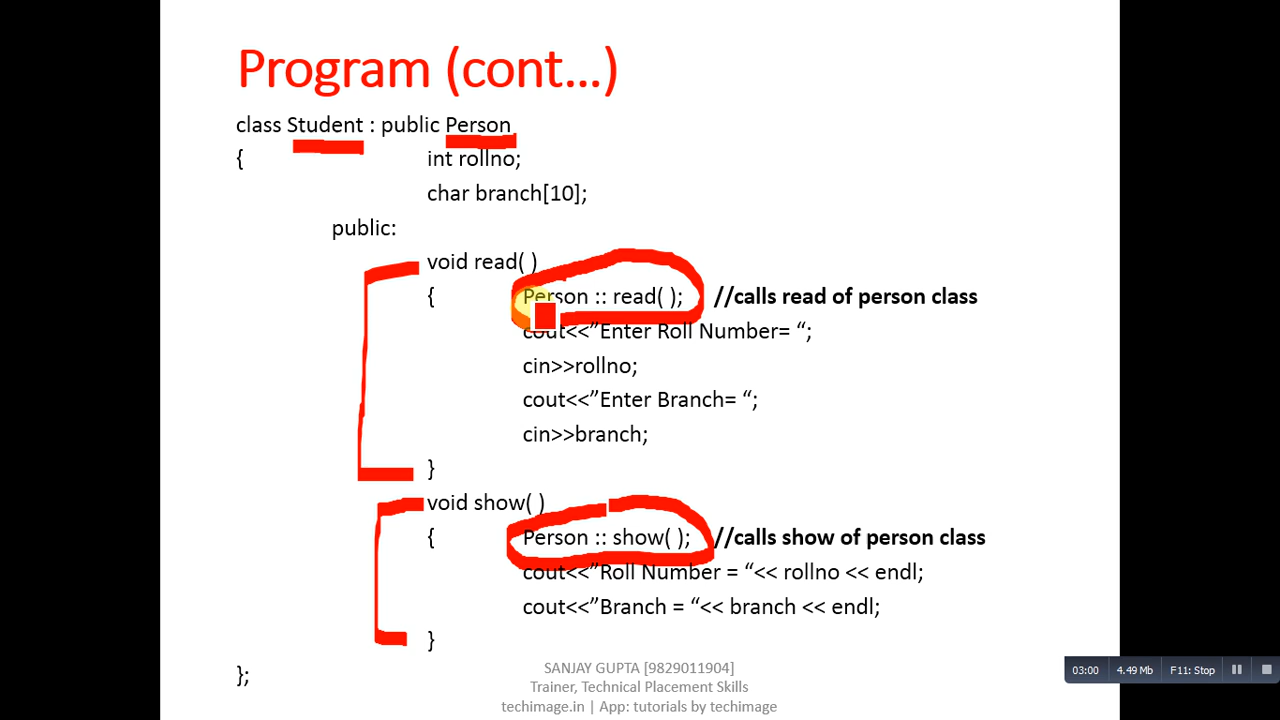 Program (cont...)
class Student : public Person
{ int rollno;
char branch[10];
public:
void read( )
{ Person :: read( ); //calls read of person class
cout<<”Enter Roll Number= “;
cin>>rollno;
cout<<”Enter Branch= “;
cin>>branch;
}
void show( )
{ Person :: show( ); //calls show of person class
cout<<”Roll Number = “<< rollno << endl;
cout<<”Branch = “<< branch << endl;
}
};
SANJAY GUPTA [9829011904]
Trainer, Technical Placement Skills
techimage.in | App: tutorials by techimage
03:00 4.49 Mb F11: Stop